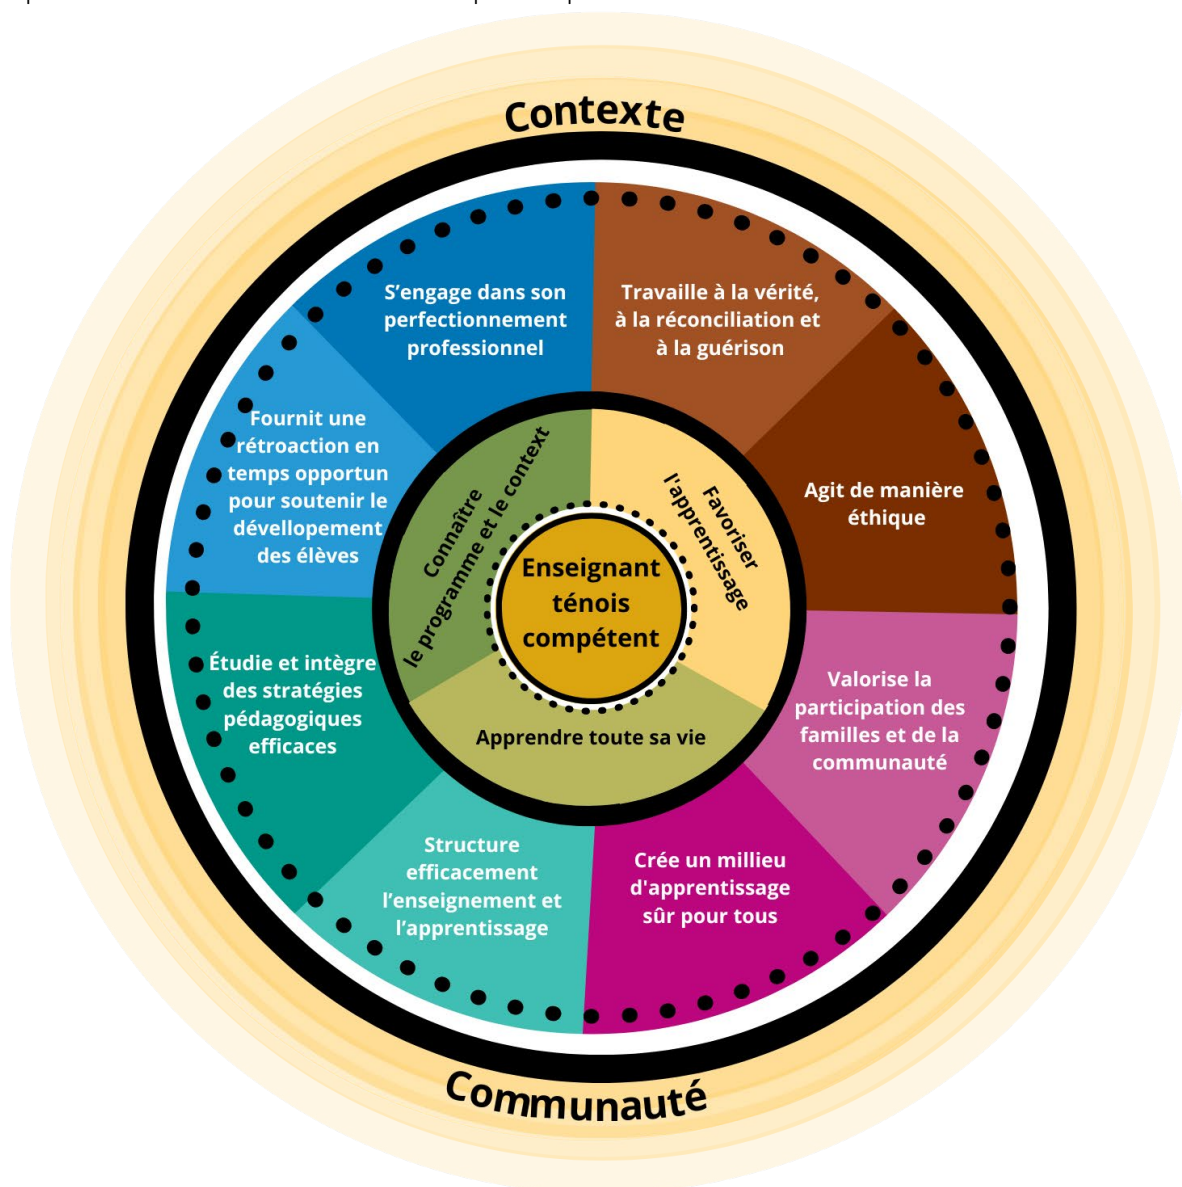 Contexte
S’engage dans son
perfectionnement
professionnel
Travaille à la vérité,
à la réconciliation et
à la guérison
Agit de manière
éthique
Valorise la
participation des
familles et de la
communauté
Crée un millieu
d'apprentissage
sûr pour tous
Structure
efficacement
l’enseignement et
l’apprentissage
Étudie et intègre
des stratégies
pédagogiques
efficaces
Fournit une
rétroaction en
temps opportun
pour soutenir le
dévellopement
des élèves
Connaître
le programme et le context
Favoriser
l'apprentissage
Apprendre toute sa vie
Enseignant
ténois
compétent
Communauté